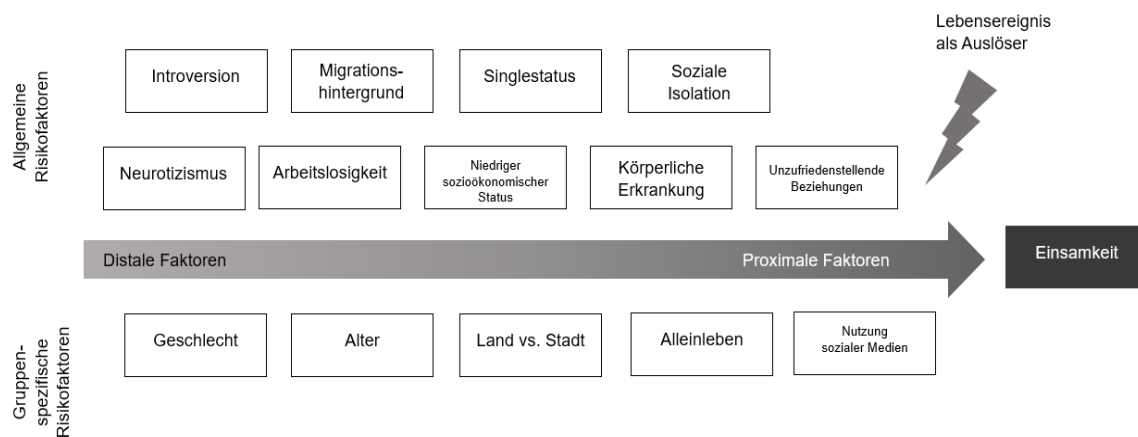 Lebensereignis
als Auslöser
Allgemeine
Risikofaktoren
Introversion
Migrations-
hintergrund
Singlestatus
Soziale
Isolation
Neurotizismus
Arbeitslosigkeit
Niedriger
sozioökonomischer
Status
Körperliche
Erkrankung
Unzufriedenstellende
Beziehungen
Distale Faktoren
Proximale Faktoren
Einsamkeit
Gruppen-
spezifische
Risikofaktoren
Geschlecht
Alter
Land vs. Stadt
Alleinleben
Nutzung
sozialer Medien